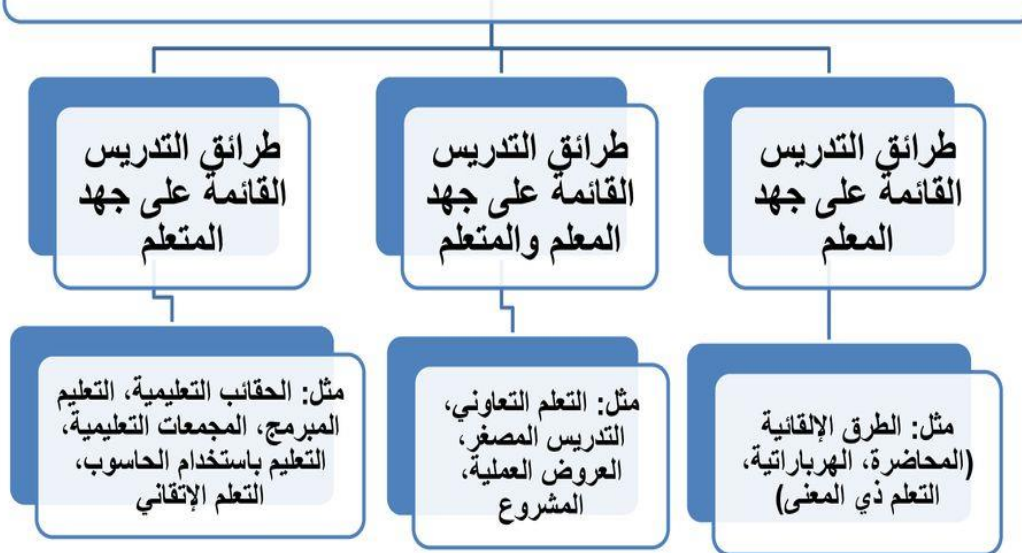 طرائق التدريس
القائمة على جهد
المعلم
طرائق التدريس
القائمة على جهد
المعلم والمتعلم
طرائق التدريس
القائمة على جهد
المتعلم
مثل: الطرق الإلقائية
(المحاضرة، الهرباراتية،
التعلم ذي المعنى)
مثل: التعلم التعاوني،
التدريس المصغر،
العروض العملية،
المشروع
مثل: الحقائب التعليمية، التعليم
المبرمج، المجمعات التعليمية،
التعليم باستخدام الحاسوب،
التعلم الإتقاني